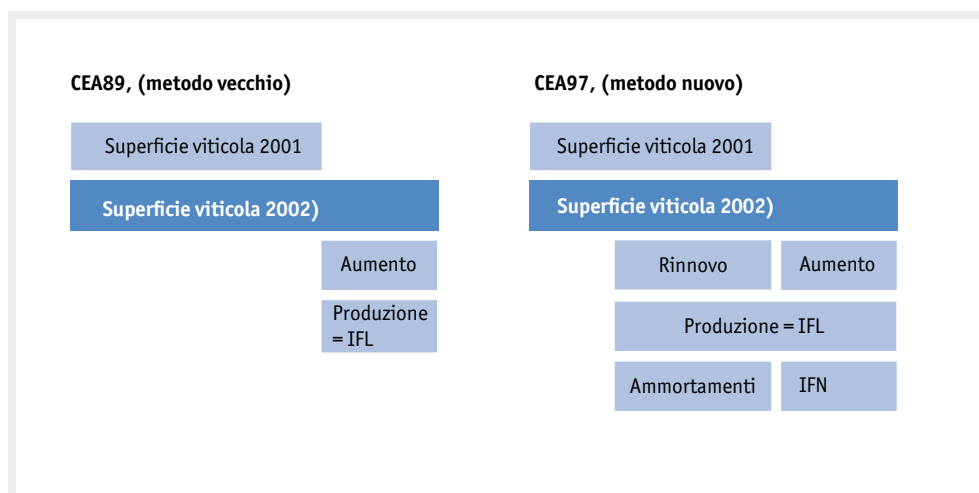 CEA89, (metodo vecchio)
Superficie viticola 2001
Superficie viticola 2002)
Aumento
Produzione
= IFL
CEA97, (metodo nuovo)
Superficie viticola 2001
Superficie viticola 2002)
Rinnovo
Aumento
Produzione = IFL
Ammortamenti
IFN